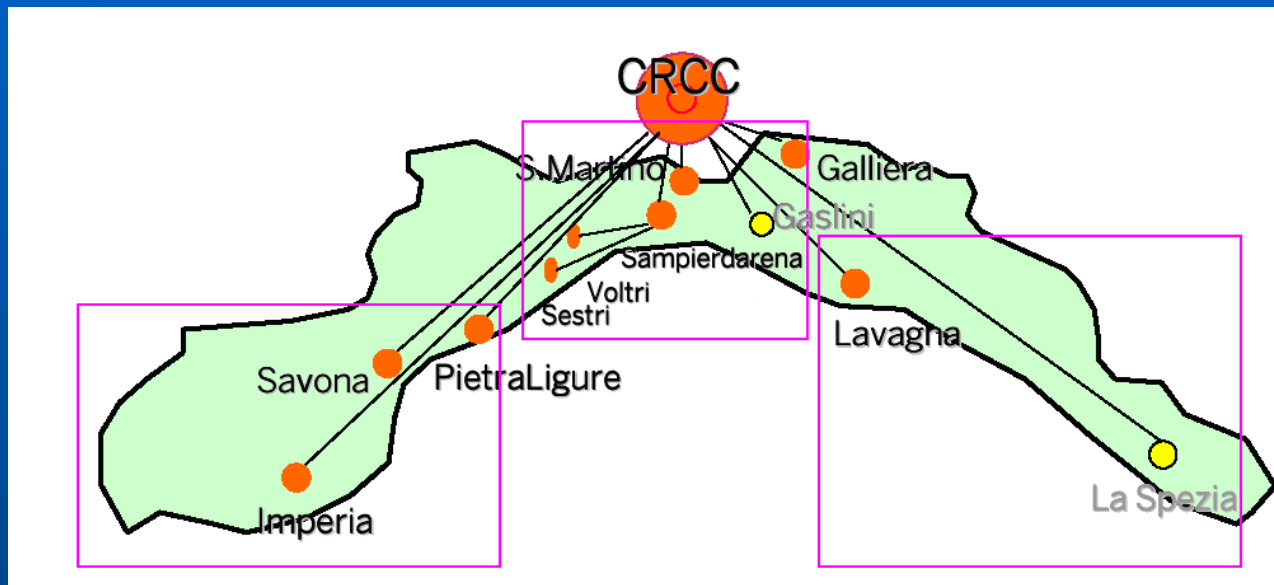 CRCC
S.Martino
Galliera
Gaslini
Sampierdarena
Voltri
Sestri
Lavagna
Savona
PietraLigure
La Spezia
Imperia